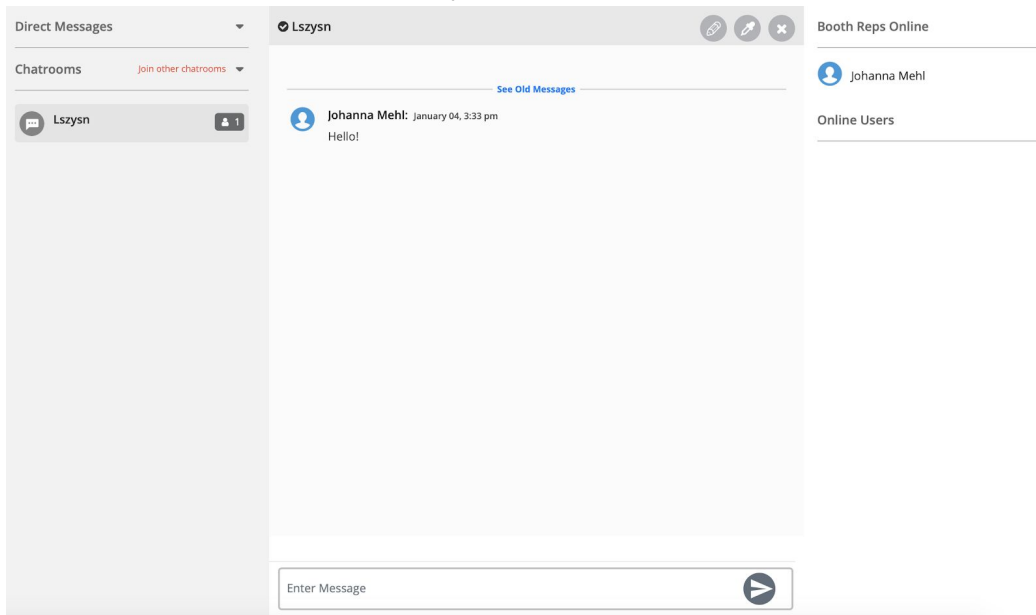 Direct Messages
Chatrooms Join other chatrooms
Lszysn 1
Lszysn
See Old Messages
Johanna Mehl: January 04, 3:33 pm
Hello!
Enter Message
Booth Reps Online
Johanna Mehl
Online Users